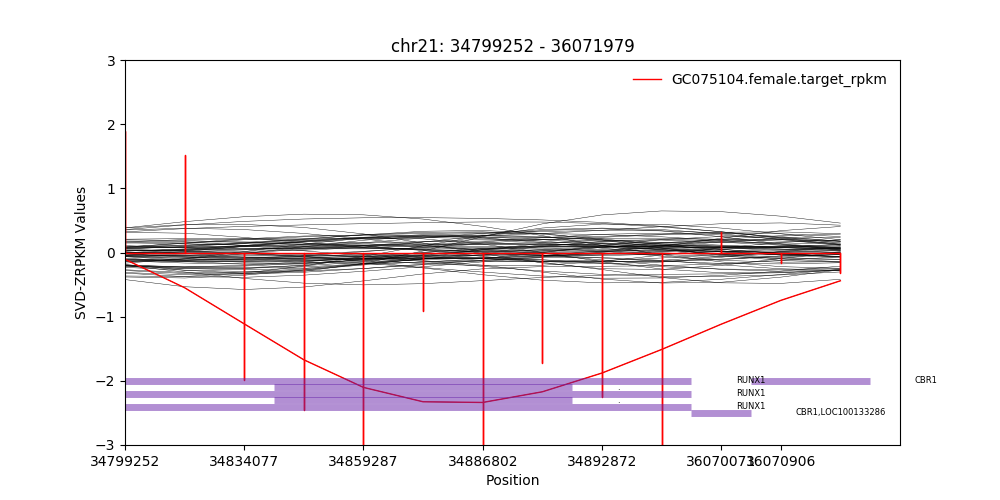 chr21: 34799252 - 36071979
GC075104.female.target_rpkm
SVD-ZRPKM Values
3
2
1
0
−1
−2
−3
RUNX1
CBR1
RUNX1
RUNX1
CBR1,LOC100133286
34799252
34834077
34859287
34886802
34892872
36070906
Position